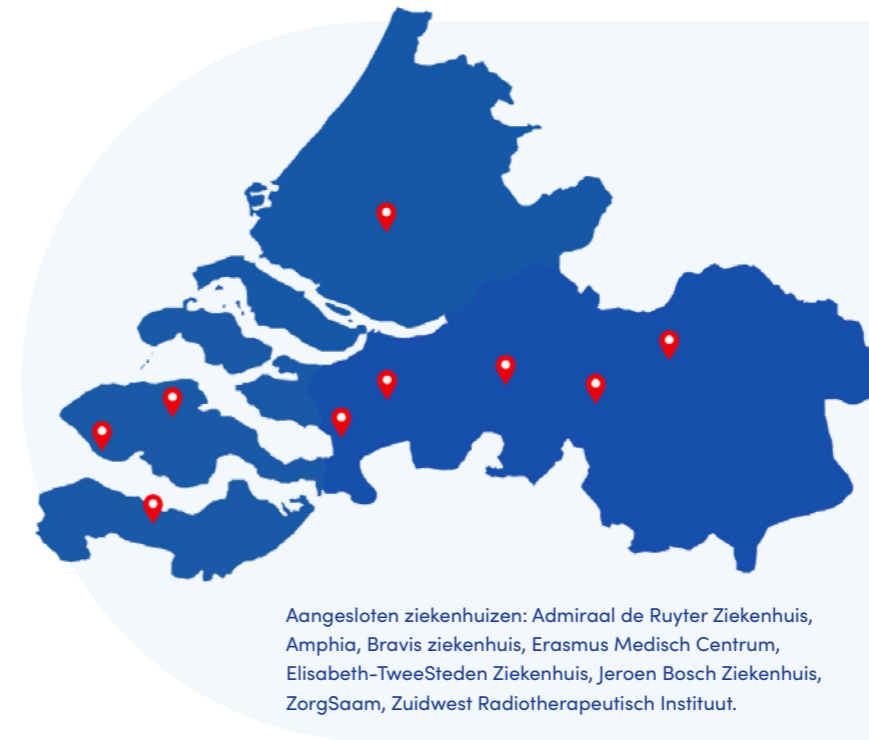 Aangesloten ziekenhuizen: Admiraal de Ruyter Ziekenhuis,
Amphia, Bravis ziekenhuis, Erasmus Medisch Centrum,
Elisabeth-TweeSteden Ziekenhuis, Jeroen Bosch Ziekenhuis,
ZorgSaam, Zuidwest Radiotherapeutisch Instituut.